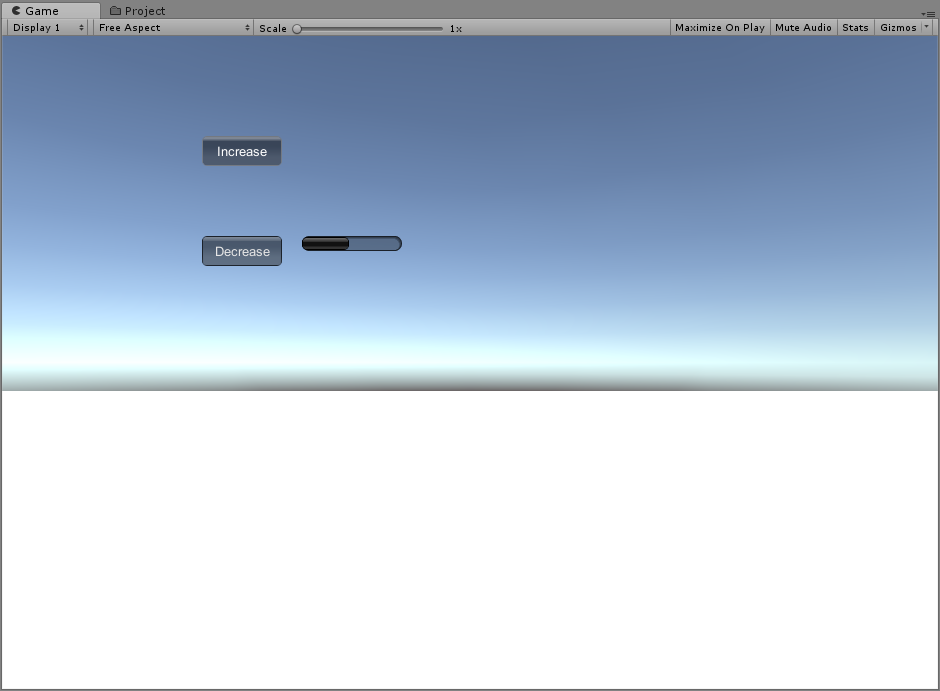 Game Project
Display 1 Free Aspect Scale 1x Maximize On Play Mute Audio Stats Gizmos
Increase
Decrease